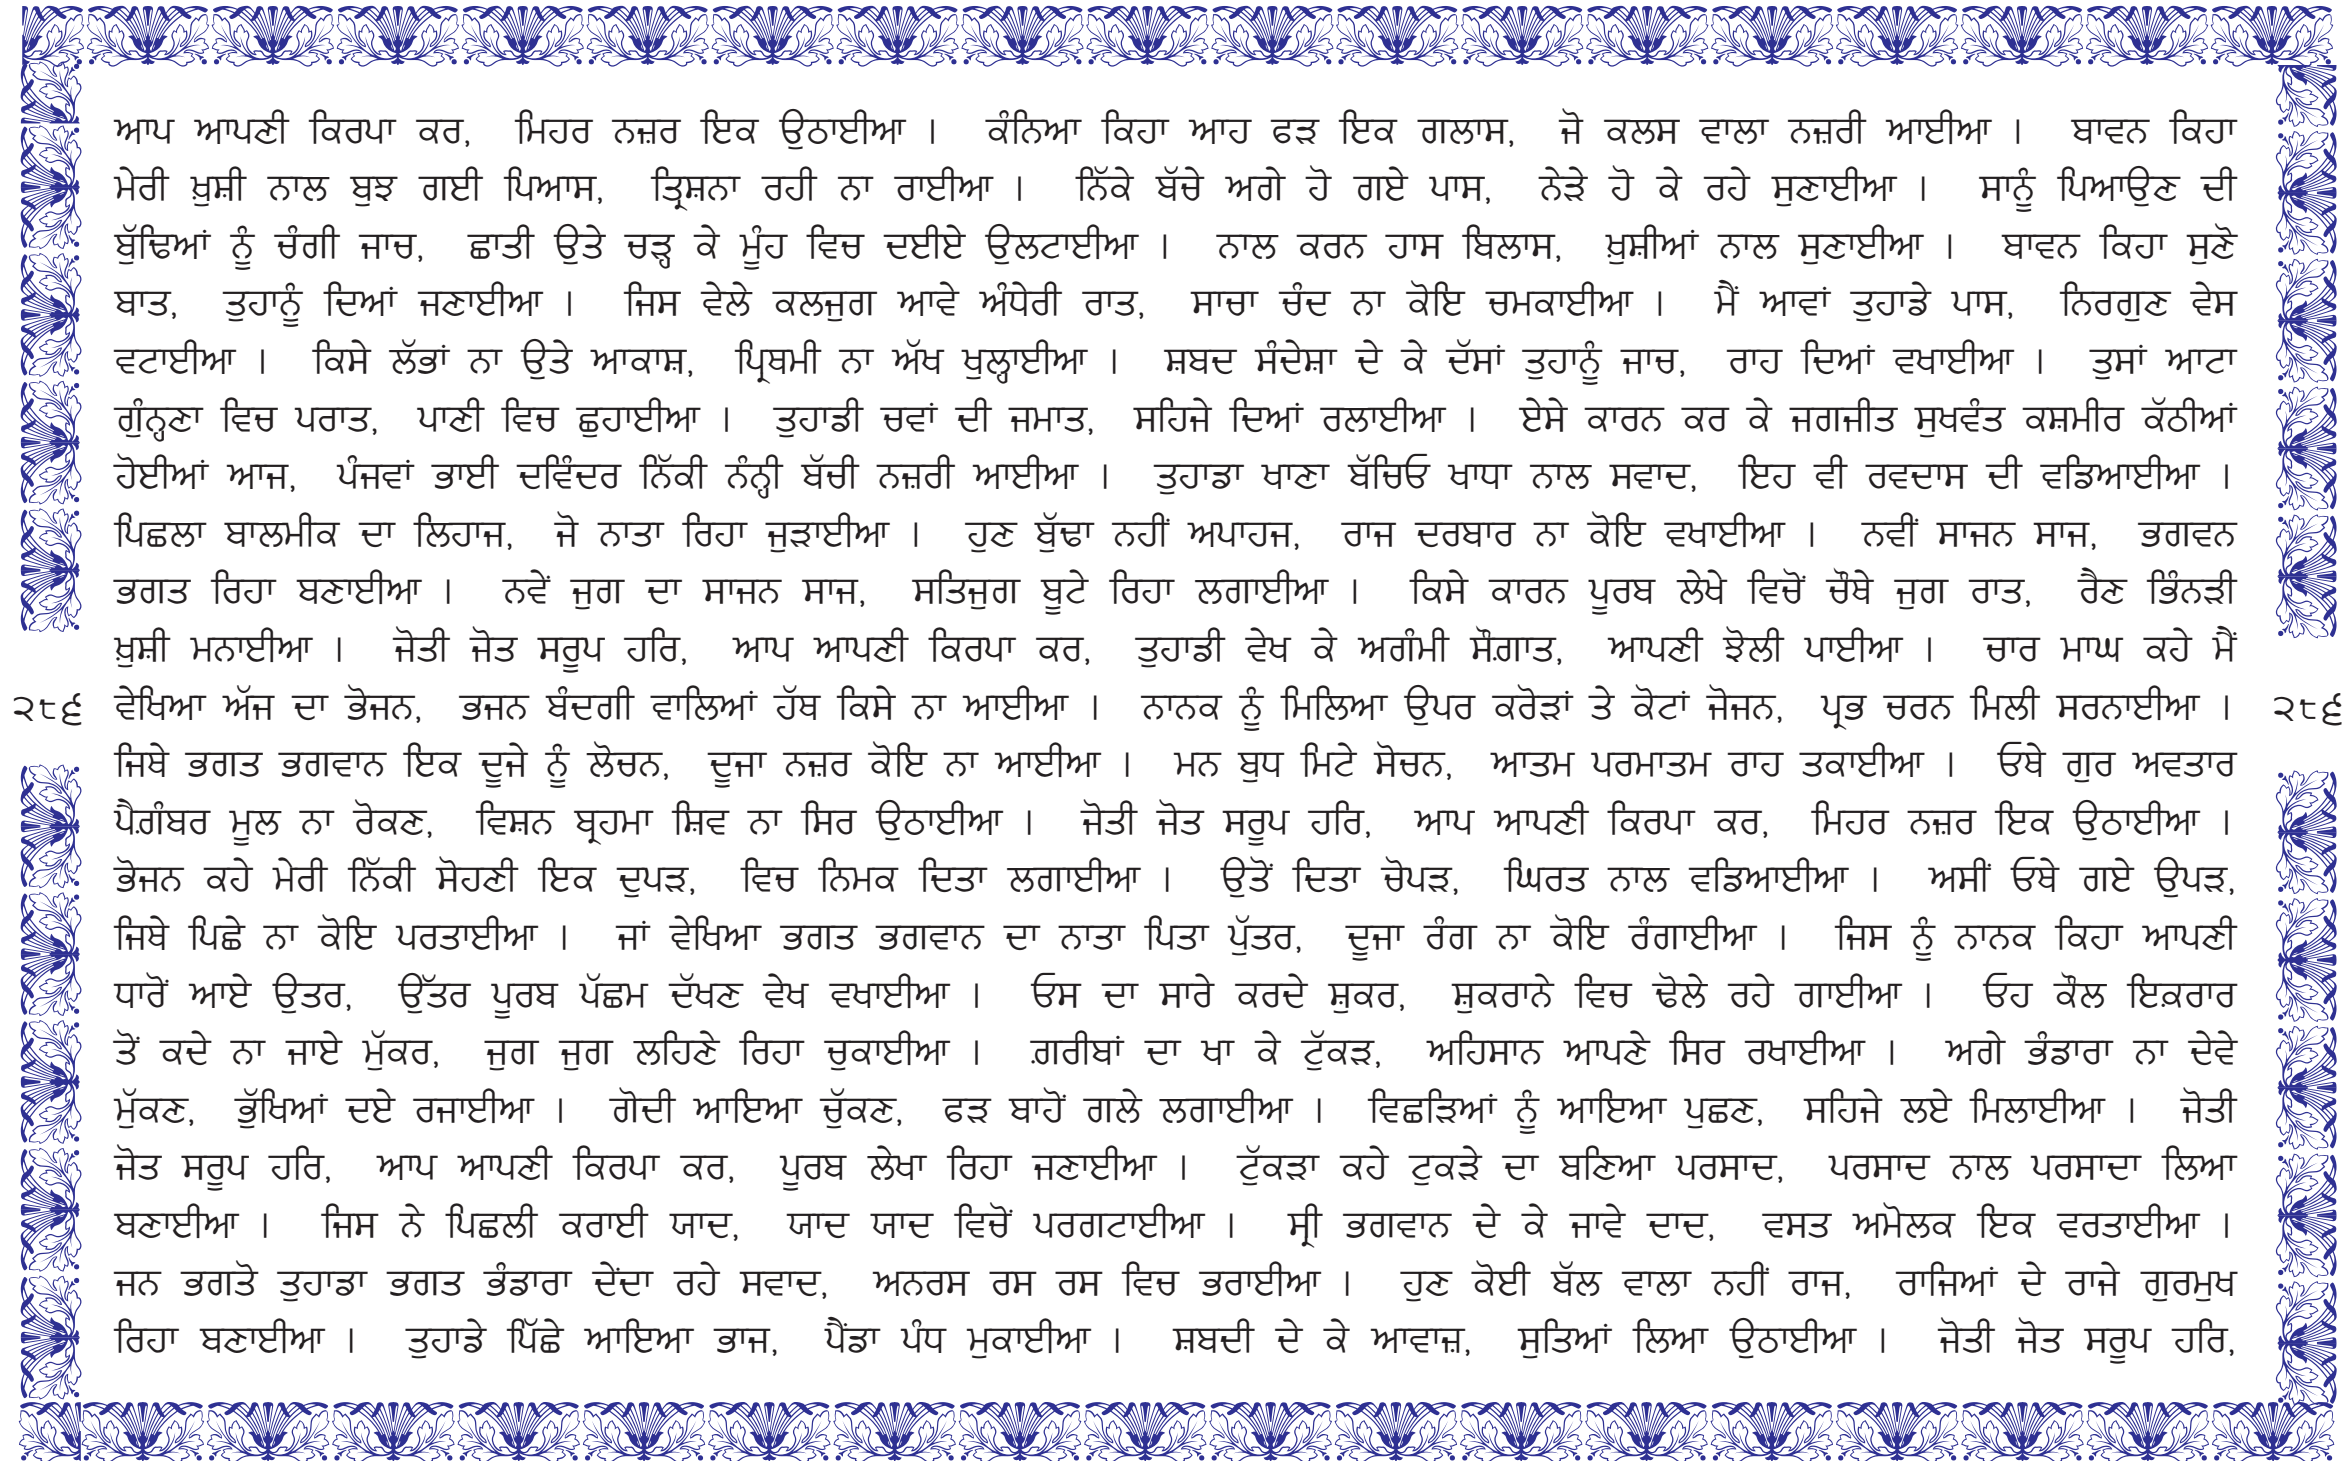 ਆਪ ਆਪਣੀ ਕਿਰਪਾ ਕਰ, ਮਿਹਰ ਨਜ਼ਰ ਇਕ ਉਠਾਈਆ । ਕੰਨਿਆ ਕਿਹਾ ਆਹ ਫੜ ਇਕ ਗਲਾਸ, ਜੋ ਕਲਸ ਵਾਲਾ ਨਜ਼ਰੀ ਆਈਆ । ਬਾਵਨ ਕਿਹਾ
ਮੇਰੀ ਖ਼ੁਸ਼ੀ ਨਾਲ ਬੁਝ ਗਈ ਪਿਆਸ, ਤ੍ਰਿਸ਼ਨਾ ਰਹੀ ਨਾ ਰਾਈਆ । ਨਿੱਕੇ ਬੱਚੇ ਅਗੇ ਹੋ ਗਏ ਪਾਸ, ਨੇੜੇ ਹੋ ਕੇ ਰਹੇ ਸੁਣਾਈਆ । ਸਾਨੂੰ ਪਿਆਉਣ ਦੀ
ਬੁੱਢਿਆਂ ਨੂੰ ਚੰਗੀ ਜਾਚ, ਛਾਤੀ ਉਤੇ ਚੜ੍ਹ ਕੇ ਮੂੰਹ ਵਿਚ ਦਈਏ ਉਲਟਾਈਆ । ਨਾਲ ਕਰਨ ਹਾਸ ਬਿਲਾਸ, ਖ਼ੁਸ਼ੀਆਂ ਨਾਲ ਸੁਣਾਈਆ । ਬਾਵਨ ਕਿਹਾ ਸੁਣੋ
ਬਾਤ, ਤੁਹਾਨੂੰ ਦਿਆਂ ਜਣਾਈਆ । ਜਿਸ ਵੇਲੇ ਕਲਜੁਗ ਆਵੇ ਅੰਧੇਰੀ ਰਾਤ, ਸਾਚਾ ਚੰਦ ਨਾ ਕੋਇ ਚਮਕਾਈਆ । ਮੈਂ ਆਵਾਂ ਤੁਹਾਡੇ ਪਾਸ, ਨਿਰਗੁਣ ਵੇਸ
ਵਟਾਈਆ । ਕਿਸੇ ਲੱਭਾਂ ਨਾ ਉਤੇ ਆਕਾਸ਼, ਪ੍ਰਿਥਮੀ ਨਾ ਅੱਖ ਖੁਲ੍ਹਾਈਆ । ਸ਼ਬਦ ਸੰਦੇਸ਼ਾ ਦੇ ਕੇ ਦੱਸਾਂ ਤੁਹਾਨੂੰ ਜਾਚ, ਰਾਹ ਦਿਆਂ ਵਖਾਈਆ । ਤੁਸਾਂ ਆਟਾ
ਗੁੰਨ੍ਹਣਾ ਵਿਚ ਪਰਾਤ, ਪਾਣੀ ਵਿਚ ਛੁਹਾਈਆ । ਤੁਹਾਡੀ ਚਵਾਂ ਦੀ ਜਮਾਤ, ਸਹਿਜੇ ਦਿਆਂ ਰਲਾਈਆ । ਏਸੇ ਕਾਰਨ ਕਰ ਕੇ ਜਗਜੀਤ ਸੁਖਵੰਤ ਕਸ਼ਮੀਰ ਕੱਠੀਆਂ
ਹੋਈਆਂ ਆਜ, ਪੰਜਵਾਂ ਭਾਈ ਦਵਿੰਦਰ ਨਿੱਕੀ ਨੰਨ੍ਹੀ ਬੱਚੀ ਨਜ਼ਰੀ ਆਈਆ । ਤੁਹਾਡਾ ਖਾਣਾ ਬੱਚਿਓ ਖਾਧਾ ਨਾਲ ਸਵਾਦ, ਇਹ ਵੀ ਰਵਦਾਸ ਦੀ ਵਡਿਆਈਆ ।
ਪਿਛਲਾ ਬਾਲਮੀਕ ਦਾ ਲਿਹਾਜ, ਜੋ ਨਾਤਾ ਰਿਹਾ ਜੁੜਾਈਆ । ਹੁਣ ਬੁੱਢਾ ਨਹੀਂ ਅਪਾਹਜ, ਰਾਜ ਦਰਬਾਰ ਨਾ ਕੋਇ ਵਖਾਈਆ । ਨਵੀਂ ਸਾਜਨ ਸਾਜ, ਭਗਵਨ
ਭਗਤ ਰਿਹਾ ਬਣਾਈਆ । ਨਵੇਂ ਜੁਗ ਦਾ ਸਾਜਨ ਸਾਜ, ਸਤਿਜੁਗ ਬੂਟੇ ਰਿਹਾ ਲਗਾਈਆ । ਕਿਸੇ ਕਾਰਨ ਪੂਰਬ ਲੇਖੇ ਵਿਚੋਂ ਚੌਥੇ ਜੁਗ ਰਾਤ, ਰੈਣ ਭਿੰਨੜੀ
ਖ਼ੁਸ਼ੀ ਮਨਾਈਆ । ਜੋਤੀ ਜੋਤ ਸਰੂਪ ਹਰਿ, ਆਪ ਆਪਣੀ ਕਿਰਪਾ ਕਰ, ਤੁਹਾਡੀ ਵੇਖ ਕੇ ਅਗੰਮੀ ਸੌਗ਼ਾਤ, ਆਪਣੀ ਝੋਲੀ ਪਾਈਆ । ਚਾਰ ਮਾਘ ਕਹੇ ਮੈਂ
੨੮੬ ਵੇਖਿਆ ਅੱਜ ਦਾ ਭੋਜਨ, ਭਜਨ ਬੰਦਗੀ ਵਾਲਿਆਂ ਹੱਥ ਕਿਸੇ ਨਾ ਆਈਆ । ਨਾਨਕ ਨੂੰ ਮਿਲਿਆ ਉਪਰ ਕਰੋੜਾਂ ਤੇ ਕੋਟਾਂ ਜੋਜਨ, ਪ੍ਰਭ ਚਰਨ ਮਿਲੀ ਸਰਨਾਈਆ । ੨੮੬
ਜਿਥੇ ਭਗਤ ਭਗਵਾਨ ਇਕ ਦੂਜੇ ਨੂੰ ਲੋਚਨ, ਦੂਜਾ ਨਜ਼ਰ ਕੋਇ ਨਾ ਆਈਆ । ਮਨ ਬੁਧ ਮਿਟੇ ਸੋਚਨ, ਆਤਮ ਪਰਮਾਤਮ ਰਾਹ ਤਕਾਈਆ । ਓਥੇ ਗੁਰ ਅਵਤਾਰ
ਪੈਗ਼ੰਬਰ ਮੂਲ ਨਾ ਰੋਕਣ, ਵਿਸ਼ਨ ਬ੍ਰਹਮਾ ਸ਼ਿਵ ਨਾ ਸਿਰ ਉਠਾਈਆ । ਜੋਤੀ ਜੋਤ ਸਰੂਪ ਹਰਿ, ਆਪ ਆਪਣੀ ਕਿਰਪਾ ਕਰ, ਮਿਹਰ ਨਜ਼ਰ ਇਕ ਉਠਾਈਆ ।
ਭੋਜਨ ਕਹੇ ਮੇਰੀ ਨਿੱਕੀ ਸੋਹਣੀ ਇਕ ਦੁਪੜ, ਵਿਚ ਨਿਮਕ ਦਿਤਾ ਲਗਾਈਆ । ਉਤੋਂ ਦਿਤਾ ਚੋਪੜ, ਘਿਰਤ ਨਾਲ ਵਡਿਆਈਆ । ਅਸੀਂ ਓਥੇ ਗਏ ਉਪੜ,
ਜਿਥੇ ਪਿਛੇ ਨਾ ਕੋਇ ਪਰਤਾਈਆ । ਜਾਂ ਵੇਖਿਆ ਭਗਤ ਭਗਵਾਨ ਦਾ ਨਾਤਾ ਪਿਤਾ ਪੁੱਤਰ, ਦੂਜਾ ਰੰਗ ਨਾ ਕੋਇ ਰੰਗਾਈਆ । ਜਿਸ ਨੂੰ ਨਾਨਕ ਕਿਹਾ ਆਪਣੀ
ਧਾਰੋਂ ਆਏ ਉਤਰ, ਉੱਤਰ ਪੂਰਬ ਪੱਛਮ ਦੱਖਣ ਵੇਖ ਵਖਾਈਆ । ਓਸ ਦਾ ਸਾਰੇ ਕਰਦੇ ਸ਼ੁਕਰ, ਸ਼ੁਕਰਾਨੇ ਵਿਚ ਢੋਲੇ ਰਹੇ ਗਾਈਆ । ਓਹ ਕੌਲ ਇਕ਼ਰਾਰ
ਤੋਂ ਕਦੇ ਨਾ ਜਾਏ ਮੁੱਕਰ, ਜੁਗ ਜੁਗ ਲਹਿਣੇ ਰਿਹਾ ਚੁਕਾਈਆ । ਗ਼ਰੀਬਾਂ ਦਾ ਖਾ ਕੇ ਟੁੱਕੜ, ਅਹਿਸਾਨ ਆਪਣੇ ਸਿਰ ਰਖਾਈਆ । ਅਗੇ ਭੰਡਾਰਾ ਨਾ ਦੇਵੇ
ਮੁੱਕਣ, ਭੁੱਖਿਆਂ ਦਏ ਰਜਾਈਆ । ਗੋਦੀ ਆਇਆ ਚੁੱਕਣ, ਫੜ ਬਾਹੋਂ ਗਲੇ ਲਗਾਈਆ । ਵਿਛੜਿਆਂ ਨੂੰ ਆਇਆ ਪੁਛਣ, ਸਹਿਜੇ ਲਏ ਮਿਲਾਈਆ । ਜੋਤੀ
ਜੋਤ ਸਰੂਪ ਹਰਿ, ਆਪ ਆਪਣੀ ਕਿਰਪਾ ਕਰ, ਪੂਰਬ ਲੇਖਾ ਰਿਹਾ ਜਣਾਈਆ । ਟੁੱਕੜਾ ਕਹੇ ਟੁਕੜੇ ਦਾ ਬਣਿਆ ਪਰਸਾਦ, ਪਰਸਾਦ ਨਾਲ ਪਰਸਾਦਾ ਲਿਆ
ਬਣਾਈਆ । ਜਿਸ ਨੇ ਪਿਛਲੀ ਕਰਾਈ ਯਾਦ, ਯਾਦ ਯਾਦ ਵਿਚੋਂ ਪਰਗਟਾਈਆ । ਸ੍ਰੀ ਭਗਵਾਨ ਦੇ ਕੇ ਜਾਵੇ ਦਾਦ, ਵਸਤ ਅਮੋਲਕ ਇਕ ਵਰਤਾਈਆ ।
ਜਨ ਭਗਤੋ ਤੁਹਾਡਾ ਭਗਤ ਭੰਡਾਰਾ ਦੇਂਦਾ ਰਹੇ ਸਵਾਦ, ਅਨਰਸ ਰਸ ਰਸ ਵਿਚ ਭਰਾਈਆ । ਹੁਣ ਕੋਈ ਬੱਲ ਵਾਲਾ ਨਹੀਂ ਰਾਜ, ਰਾਜਿਆਂ ਦੇ ਰਾਜੇ ਗੁਰਮੁਖ
ਰਿਹਾ ਬਣਾਈਆ । ਤੁਹਾਡੇ ਪਿੱਛੇ ਆਇਆ ਭਾਜ, ਪੈਂਡਾ ਪੰਧ ਮੁਕਾਈਆ । ਸ਼ਬਦੀ ਦੇ ਕੇ ਆਵਾਜ਼, ਸੁਤਿਆਂ ਲਿਆ ਉਠਾਈਆ । ਜੋਤੀ ਜੋਤ ਸਰੂਪ ਹਰਿ,